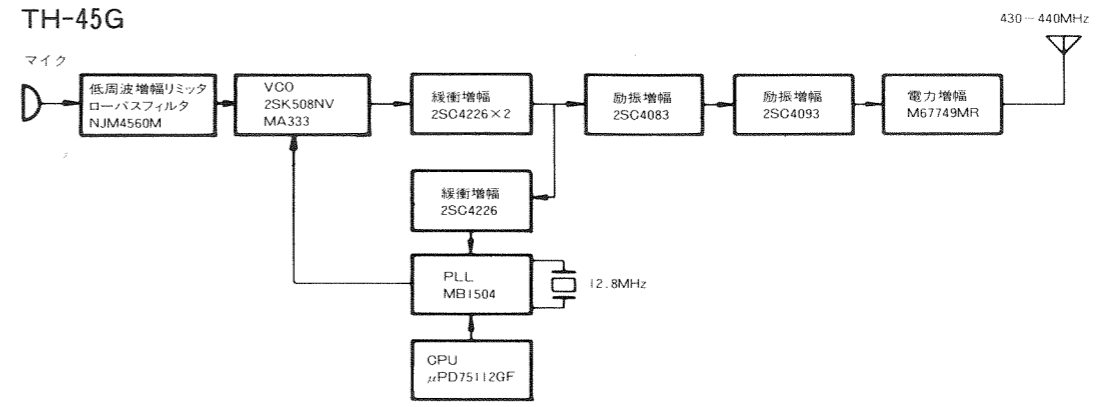 TH-45G
430-440MHz
マイク
低周波増幅リミッタ
ローパスフィルタ
NJM4560M
VCO
2SK508NV
MA333
緩衝増幅
2SC4226×2
励振増幅
2SC4083
励振増幅
2SC4093
電力増幅
M67749MR
緩衝増幅
2SC4226
PLL
MB1504
12.8MHz
CPU
μPD75112GF